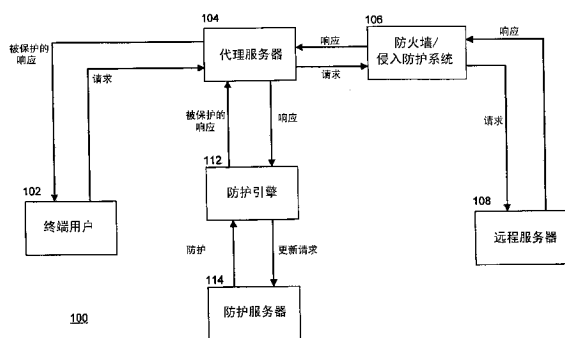 104
代理服务器
106
防火墙/
侵入防护系统
响应
响应
请求
被保护的
响应
请求
请求
被保护的
响应
响应
112
防护引擎
102
终端用户
108
远程服务器
防护
更新请求
114
防护服务器
100